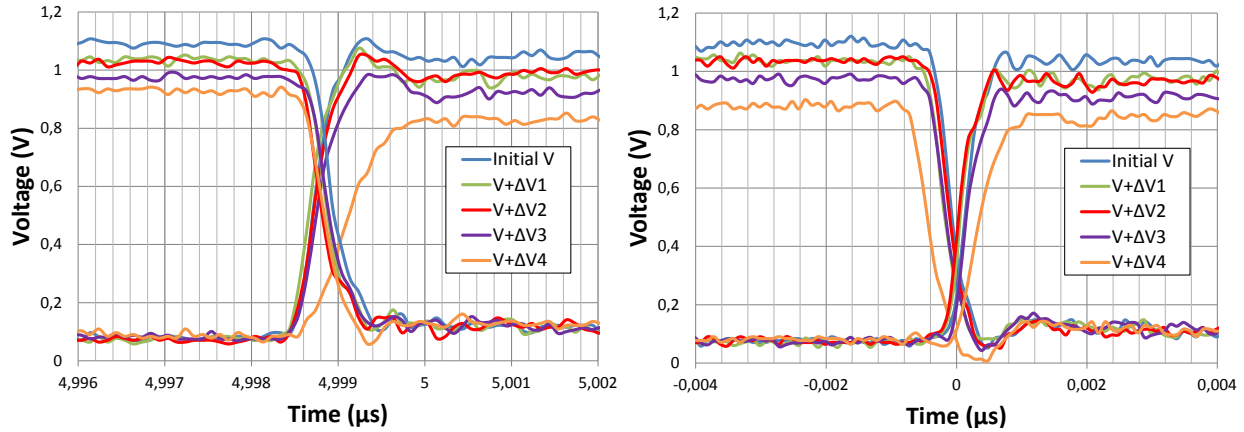 1,2
1
0,8
0,6
0,4
0,2
0
Voltage (V)
Initial V
V+ΔV1
V+ΔV2
V+ΔV3
V+ΔV4
4,996
4,997
4,998
4,999
5
5,001
5,002
Time (µs)
1,2
1
0,8
0,6
0,4
0,2
0
Voltage (V)
Initial V
V+ΔV1
V+ΔV2
V+ΔV3
V+ΔV4
-0,004
-0,002
0
0,002
0,004
Time (µs)